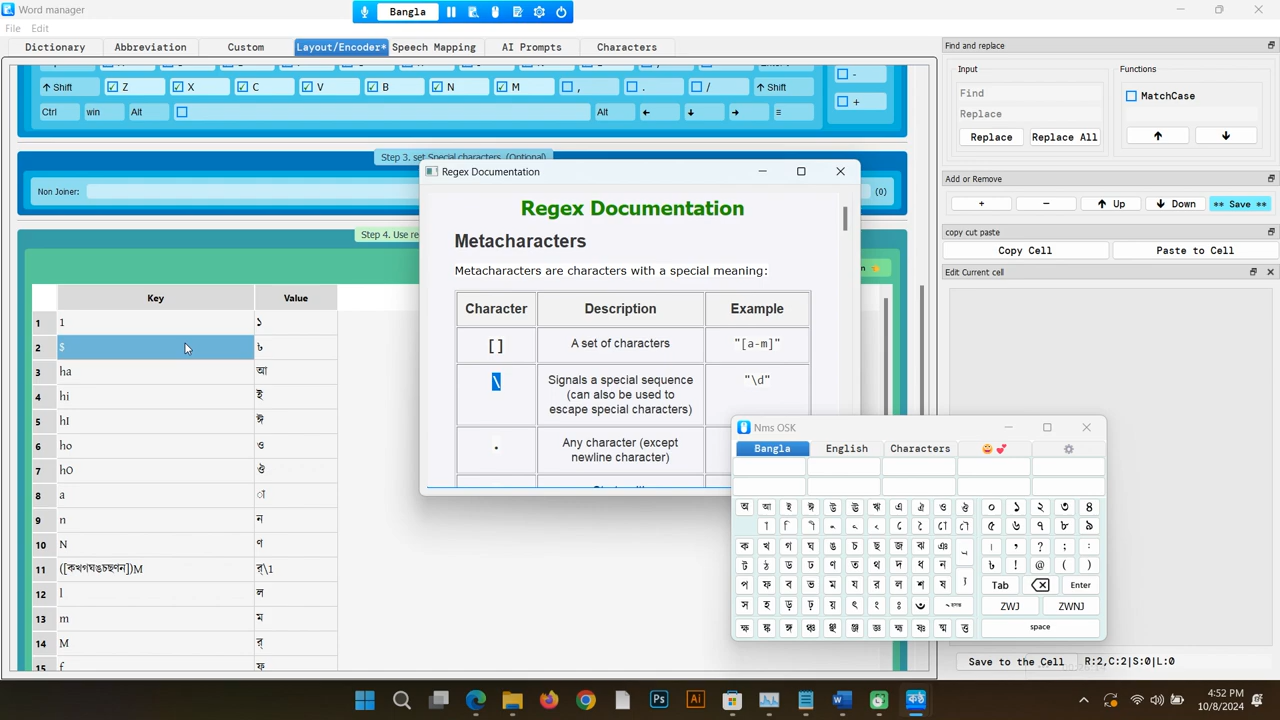 Word manager
Bangla
File Edit
Dictionary Abbreviation Custom Layout/Encoder* Speech Mapping AI Prompts Characters
↑ Shift Z X C V B N M , . / ↑ Shift -
Ctrl win Alt Alt ← ↓ → ≡ +
Step 3. set Special characters (Optional)
Non Joiner: (0)
Step 4. Use re
Key Value
1 1 ১
2 $ ৳
3 ha আ
4 hi ই
5 hI ঈ
6 ho ও
7 hO ঔ
8 a া
9 n ন
10 N ণ
11 ([কখগঘঙচছণন])M র্\1
12 l ল
13 m ম
14 M র্
15 f ফ
Regex Documentation
Regex Documentation
Metacharacters
Metacharacters are characters with a special meaning:
Character Description Example
[] A set of characters "[a-m]"
\ Signals a special sequence (can also be used to escape special characters) "\d"
. Any character (except newline character)
Nms OSK
Bangla English Characters
অ আ ই ঈ উ ঊ ঋ এ ঐ ও ঔ ০ ১ ২ ৩ ৪
া ি ী ু ূ ৃ ে ৈ ো ৌ ৫ ৬ ৭ ৮ ৯
ক খ গ ঘ ঙ চ ছ জ ঝ ঞ । , ? ; :
ট ঠ ড ঢ ণ ত থ দ ধ ন ৳ ! @ ( )
প ফ ব ভ ম য র ল শ ষ Tab Enter
স হ ড় ঢ় য় ৎ ং ঃ ঁ ZWJ ZWNJ
space
Find and replace
Input Functions
Find
Replace
MatchCase
Replace Replace All ↑ ↓
Add or Remove
+ - ↑ Up ↓ Down ** Save **
copy cut paste
Copy Cell Paste to Cell
Edit Current cell
Save to the Cell R:2,C:2|S:0|L:0
4:52 PM
10/8/2024